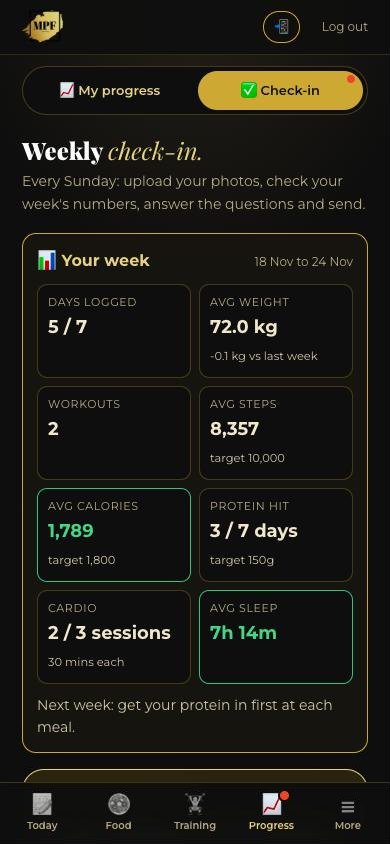 MPF
Log out
My progress
Check-in
Weekly check-in.
Every Sunday: upload your photos, check your
week's numbers, answer the questions and send.
Your week
18 Nov to 24 Nov
DAYS LOGGED
5 / 7
AVG WEIGHT
72.0 kg
-0.1 kg vs last week
WORKOUTS
2
AVG STEPS
8,357
target 10,000
AVG CALORIES
1,789
target 1,800
PROTEIN HIT
3 / 7 days
target 150g
CARDIO
2 / 3 sessions
30 mins each
AVG SLEEP
7h 14m
Next week: get your protein in first at each
meal.
Today
Food
Training
Progress
More